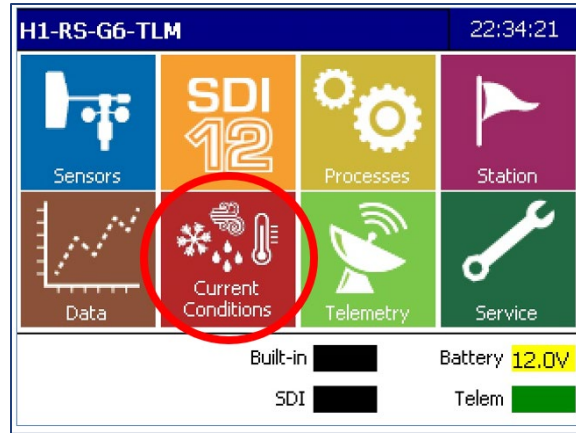 H1-RS-G6-TLM 22:34:21
SDI
12
Sensors Processes Station
Current
Data Conditions Telemetry Service
Built-in Battery 12.0V
SDI Telem